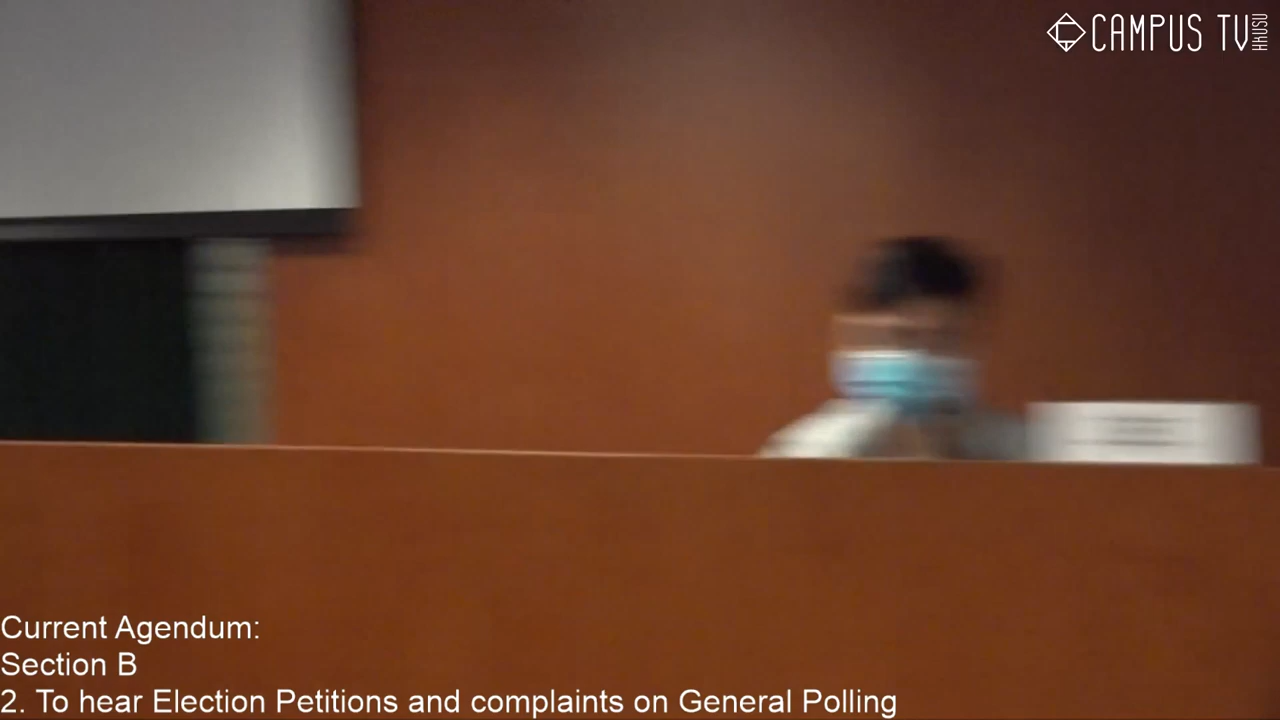 CAMPUS TV
HKUSU
Current Agendum:
Section B
2. To hear Election Petitions and complaints on General Polling